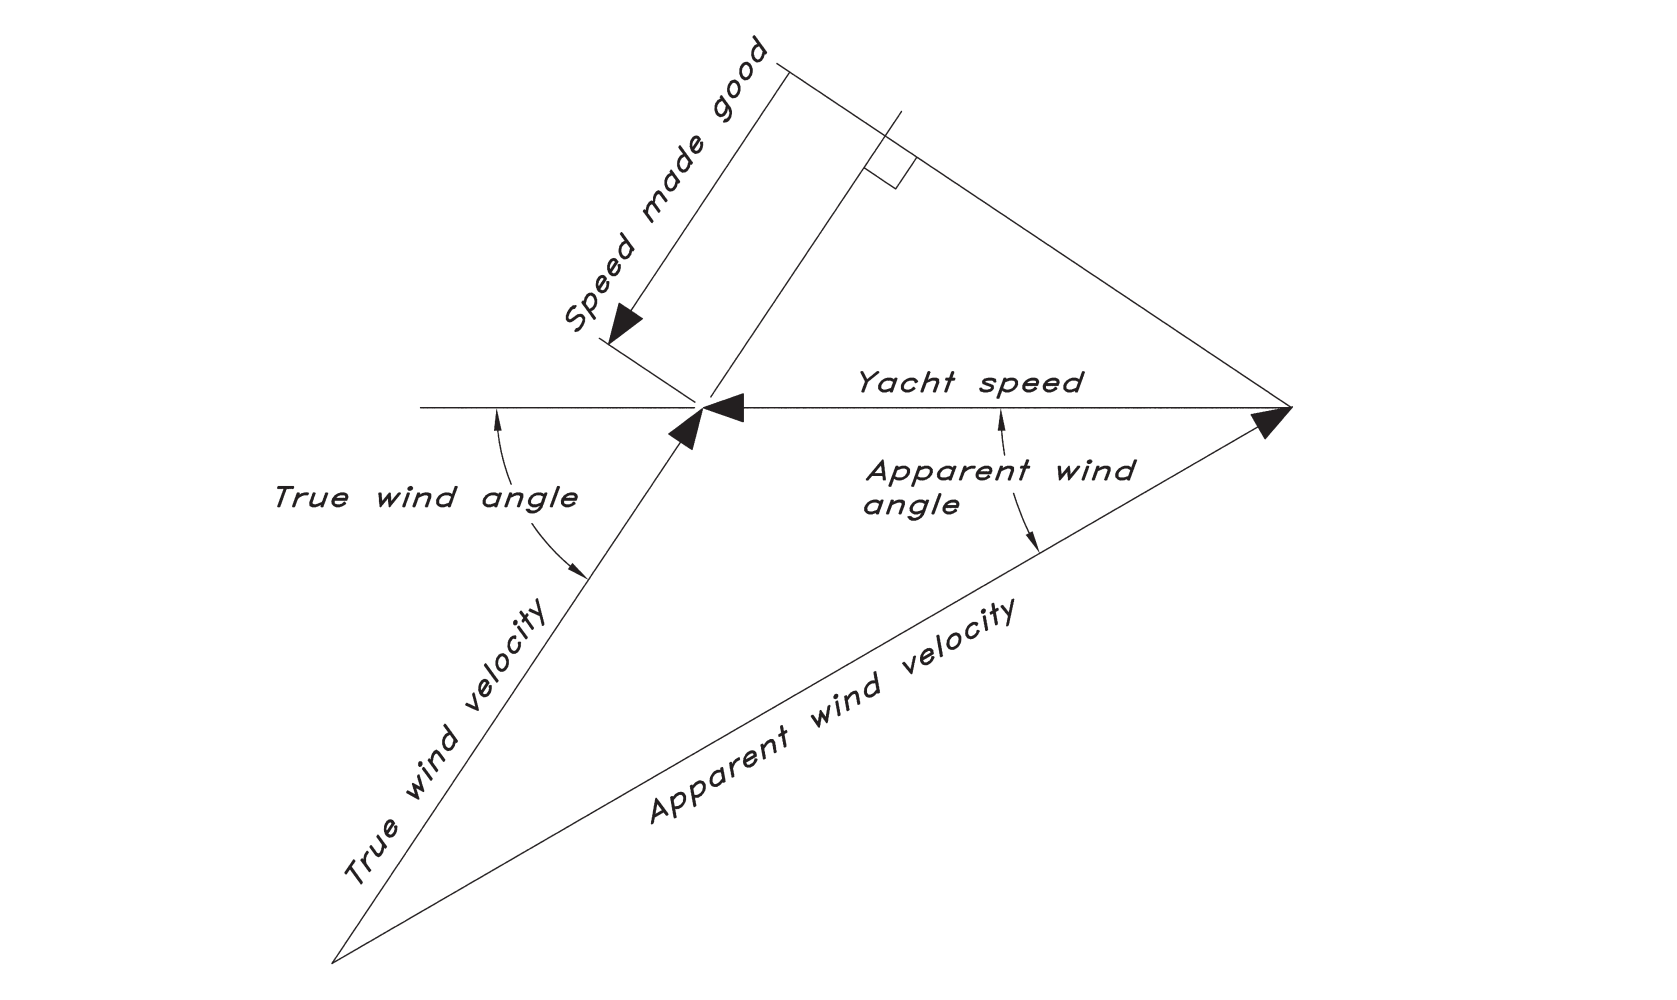 Speed made good
Yacht speed
True wind angle
Apparent wind
angle
True wind velocity
Apparent wind velocity